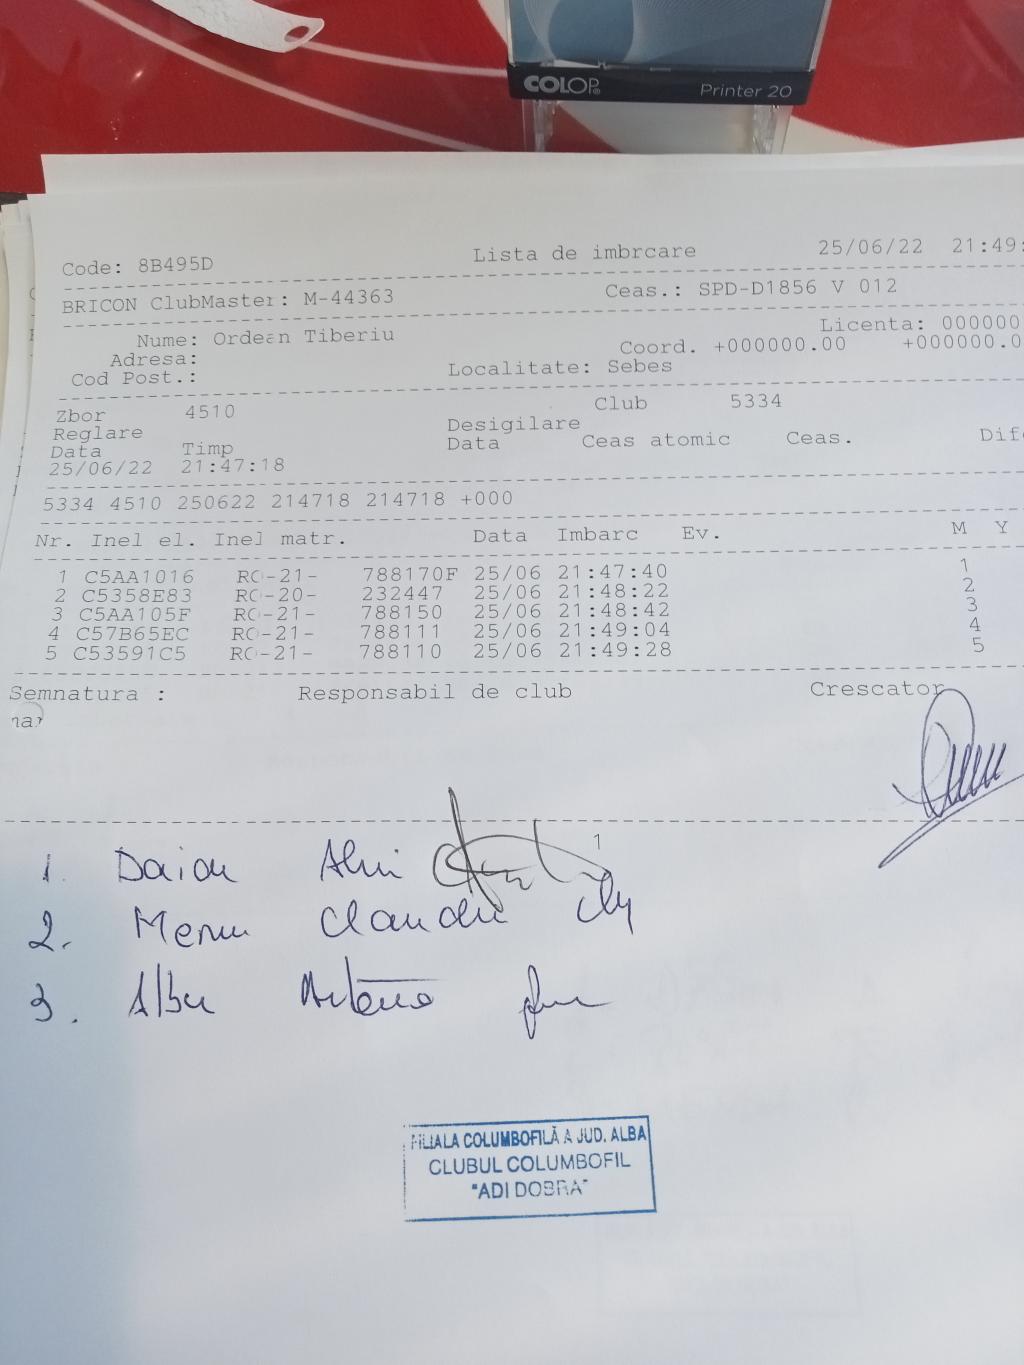 COLOP Printer 20
Code: 8B495D Lista de imbrcare 25/06/22 21:49:
BRICON ClubMaster: M-44363 Ceas.: SPD-D1856 V 012
Nume: Ordean Tiberiu Licenta: 000000
Adresa: Coord. +000000.00 +000000.0
Cod Post.: Localitate: Sebes
Zbor 4510 Club 5334
Reglare Desigilare
Data Timp Data Ceas atomic Ceas. Dif
25/06/22 21:47:18
5334 4510 250622 214718 214718 +000
Nr. Inel el. Inel matr. Data Imbarc Ev. M Y
1 C5AA1016 RO-21- 788170F 25/06 21:47:40 1
2 C5358E83 RO-20- 232447 25/06 21:48:22 2
3 C5AA105F RO-21- 788150 25/06 21:48:42 3
4 C57B65EC RO-21- 788111 25/06 21:49:04 4
5 C53591C5 RO-21- 788110 25/06 21:49:28 5
Semnatura : Responsabil de club Crescator
1
1.
2. Claudiu
3. Albu
FILIALA COLUMBOFILĂ A JUD. ALBA
CLUBUL COLUMBOFIL
"ADI DOBRA"